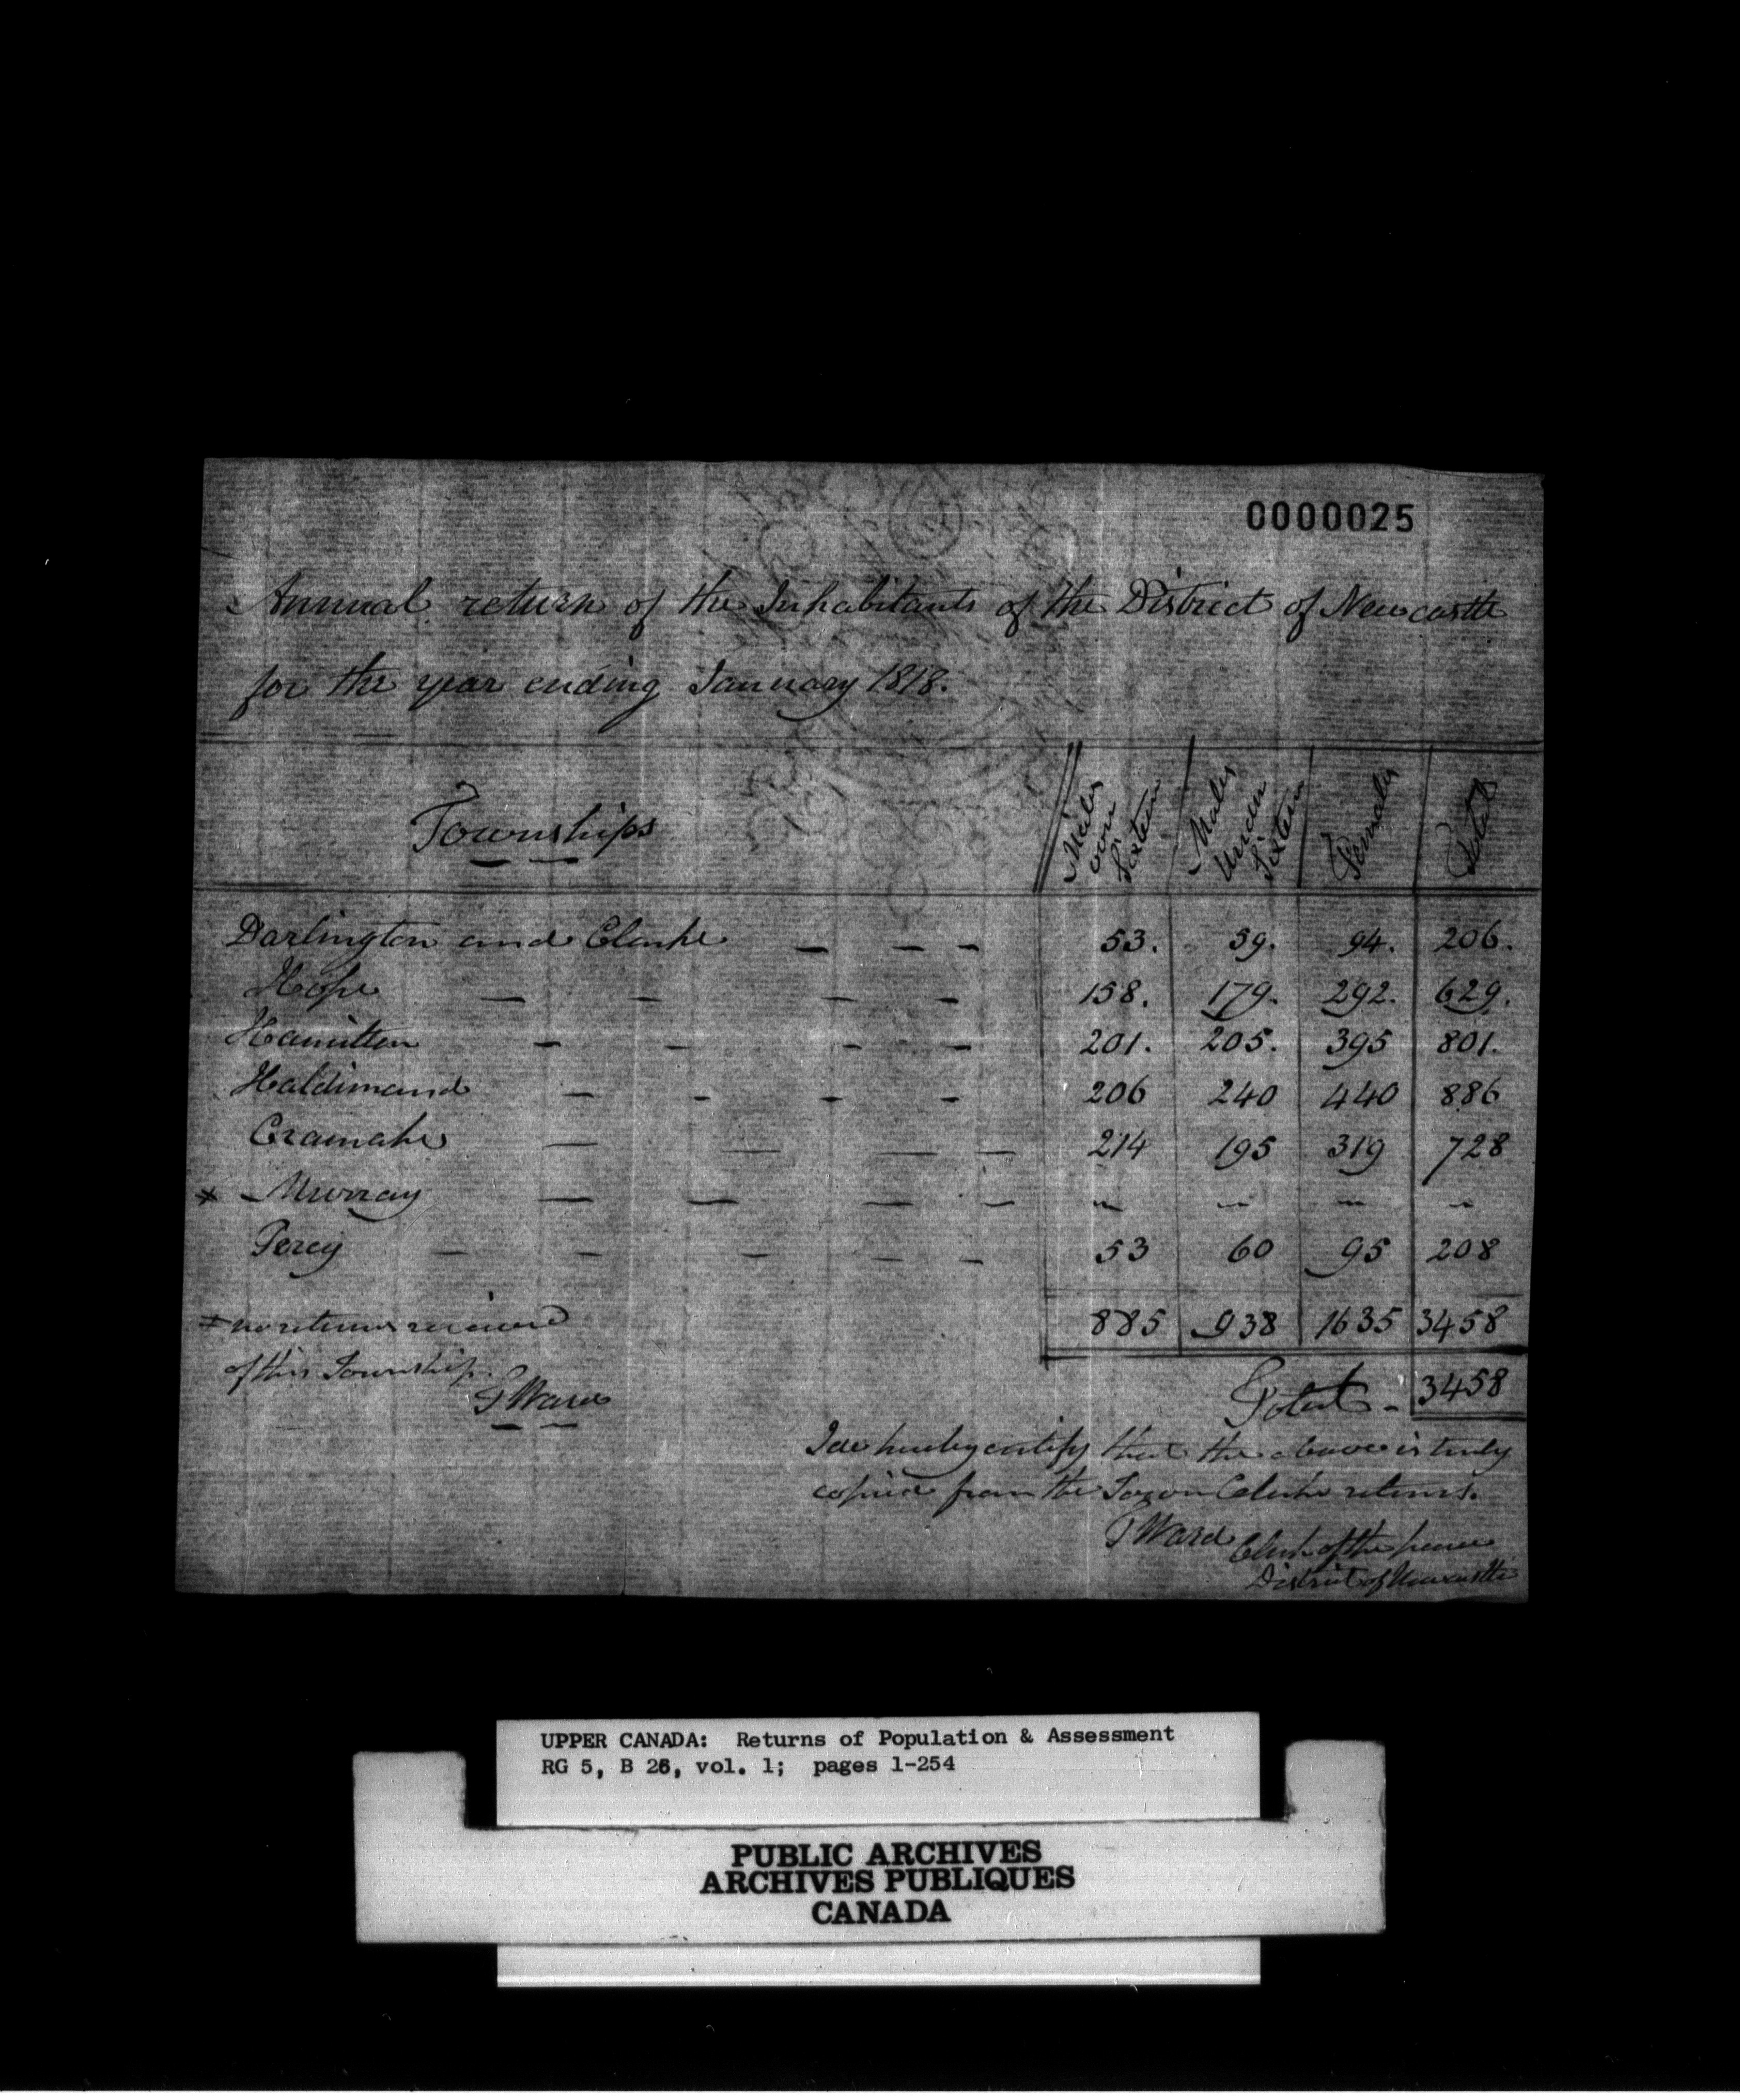 0000025
Annual return of the Inhabitants of the District of Newcastle
for the year ending January 1818.
Townships Males over Sixteen Males Under Sixteen Females Total
Darlington and Clarke — — — 53. 59. 94. 206.
Hope — — — — 158. 179. 292. 629.
Hamilton — — — — 201. 205. 395 801.
Haldimand — — — — 206 240 440 886
Cramahe — — — — 214 195 319 728
* Murray — — — — ~ ~ ~ ~
Percy — — — — — 53 60 95 208
885 938 1635 3458
* no returns received
of this Township.
T Ward
Total - 3458
I do hereby certify that the above is truly
copied from the Town Clerks returns.
T Ward Clerk of the peace
District of Newcastle
UPPER CANADA: Returns of Population & Assessment
RG 5, B 26, vol. 1; pages 1-254
PUBLIC ARCHIVES
ARCHIVES PUBLIQUES
CANADA